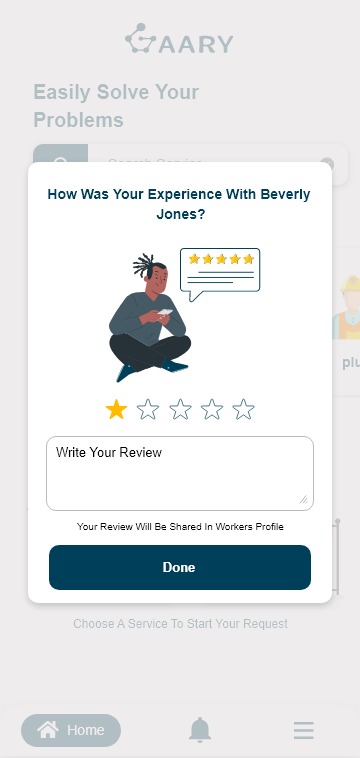 GAARY
Easily Solve Your
Problems
Search Service
How Was Your Experience With Beverly
Jones?
Write Your Review
Your Review Will Be Shared In Workers Profile
Done
Choose A Service To Start Your Request
Home